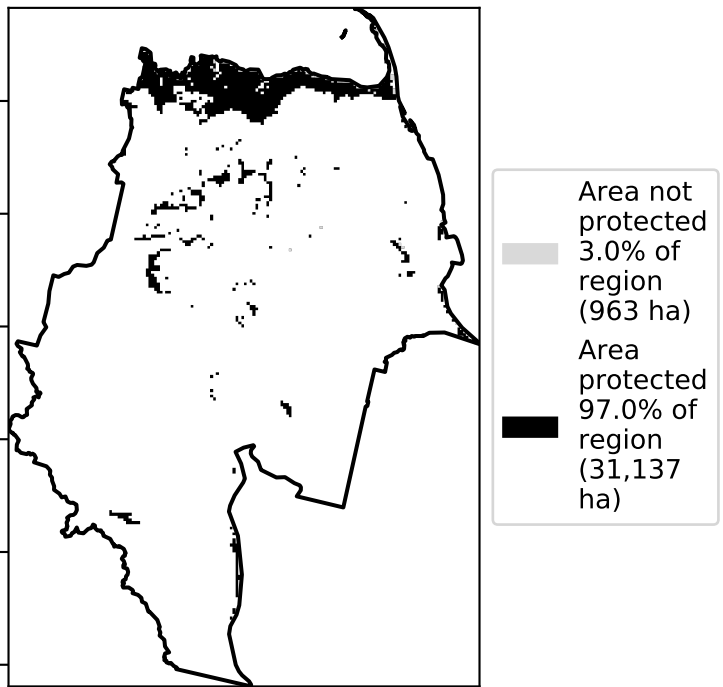 Area not
protected
3.0% of
region
(963 ha)
Area
protected
97.0% of
region
(31,137
ha)